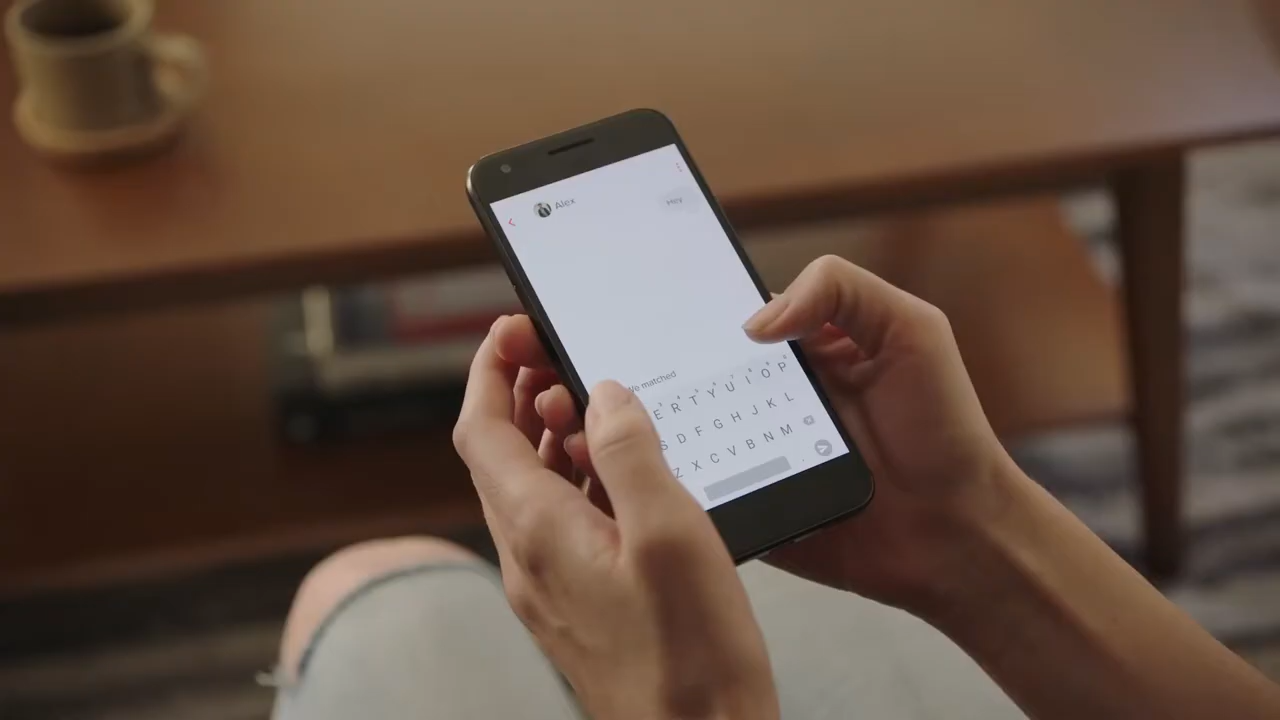 Alex
Hey
We matched
E R T Y U I O P
S D F G H J K L
Z X C V B N M